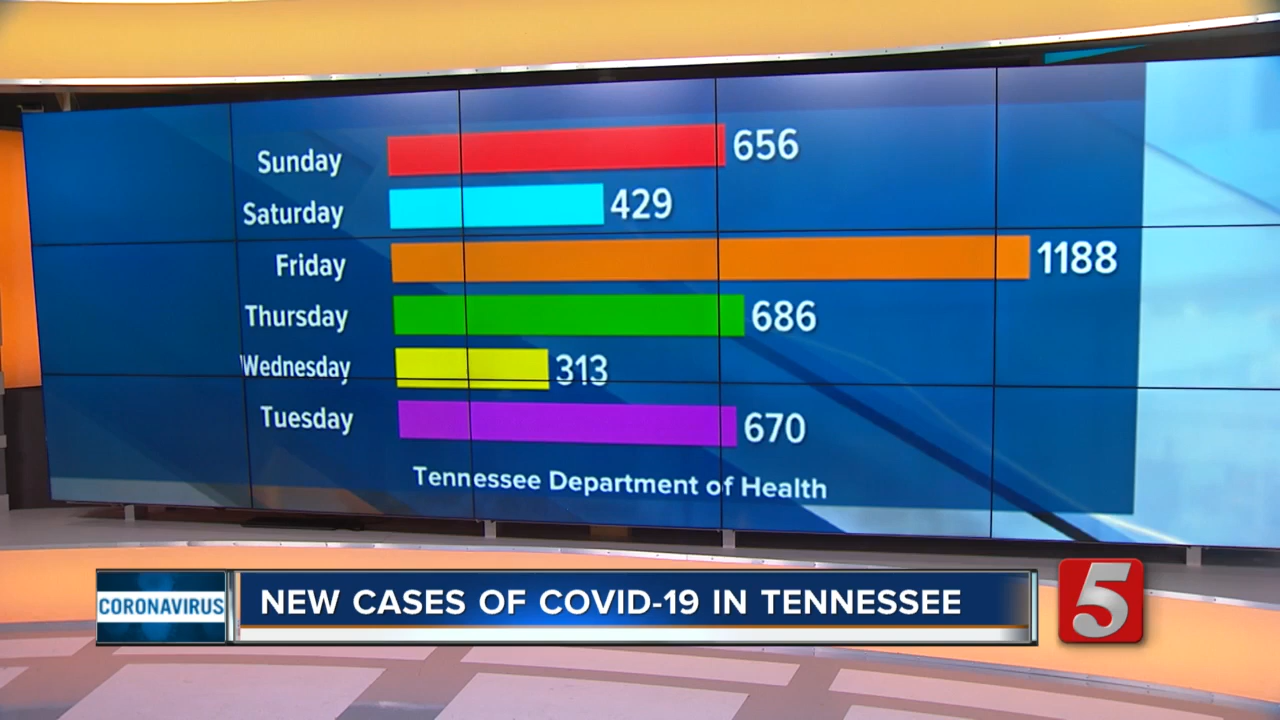 Sunday 656
Saturday 429
Friday 1188
Thursday 686
Wednesday 313
Tuesday 670
Tennessee Department of Health
CORONAVIRUS
NEW CASES OF COVID-19 IN TENNESSEE
5